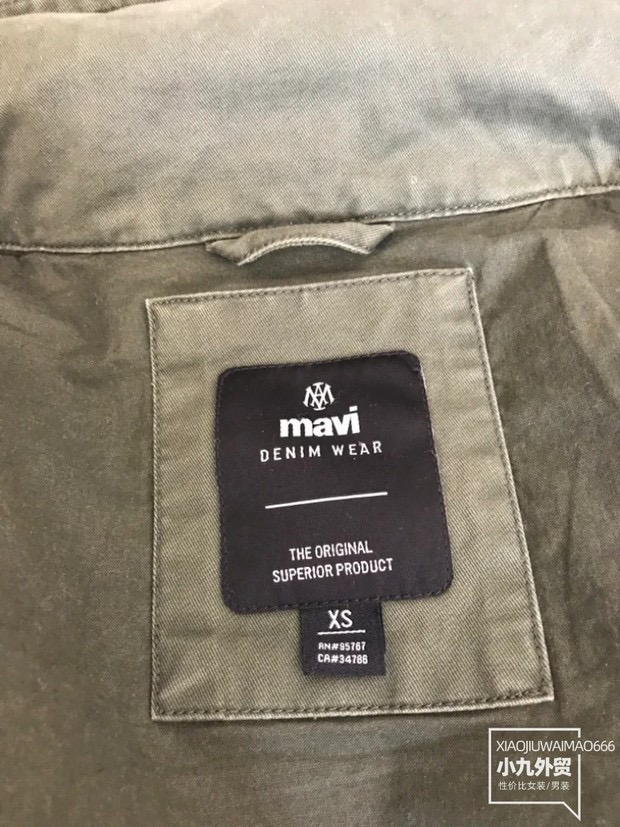 mavi
DENIM WEAR
THE ORIGINAL
SUPERIOR PRODUCT
XS
RN#95767
CA#34786
XIAOJIUWAIMAO666
小九外贸
性价比女装/男装